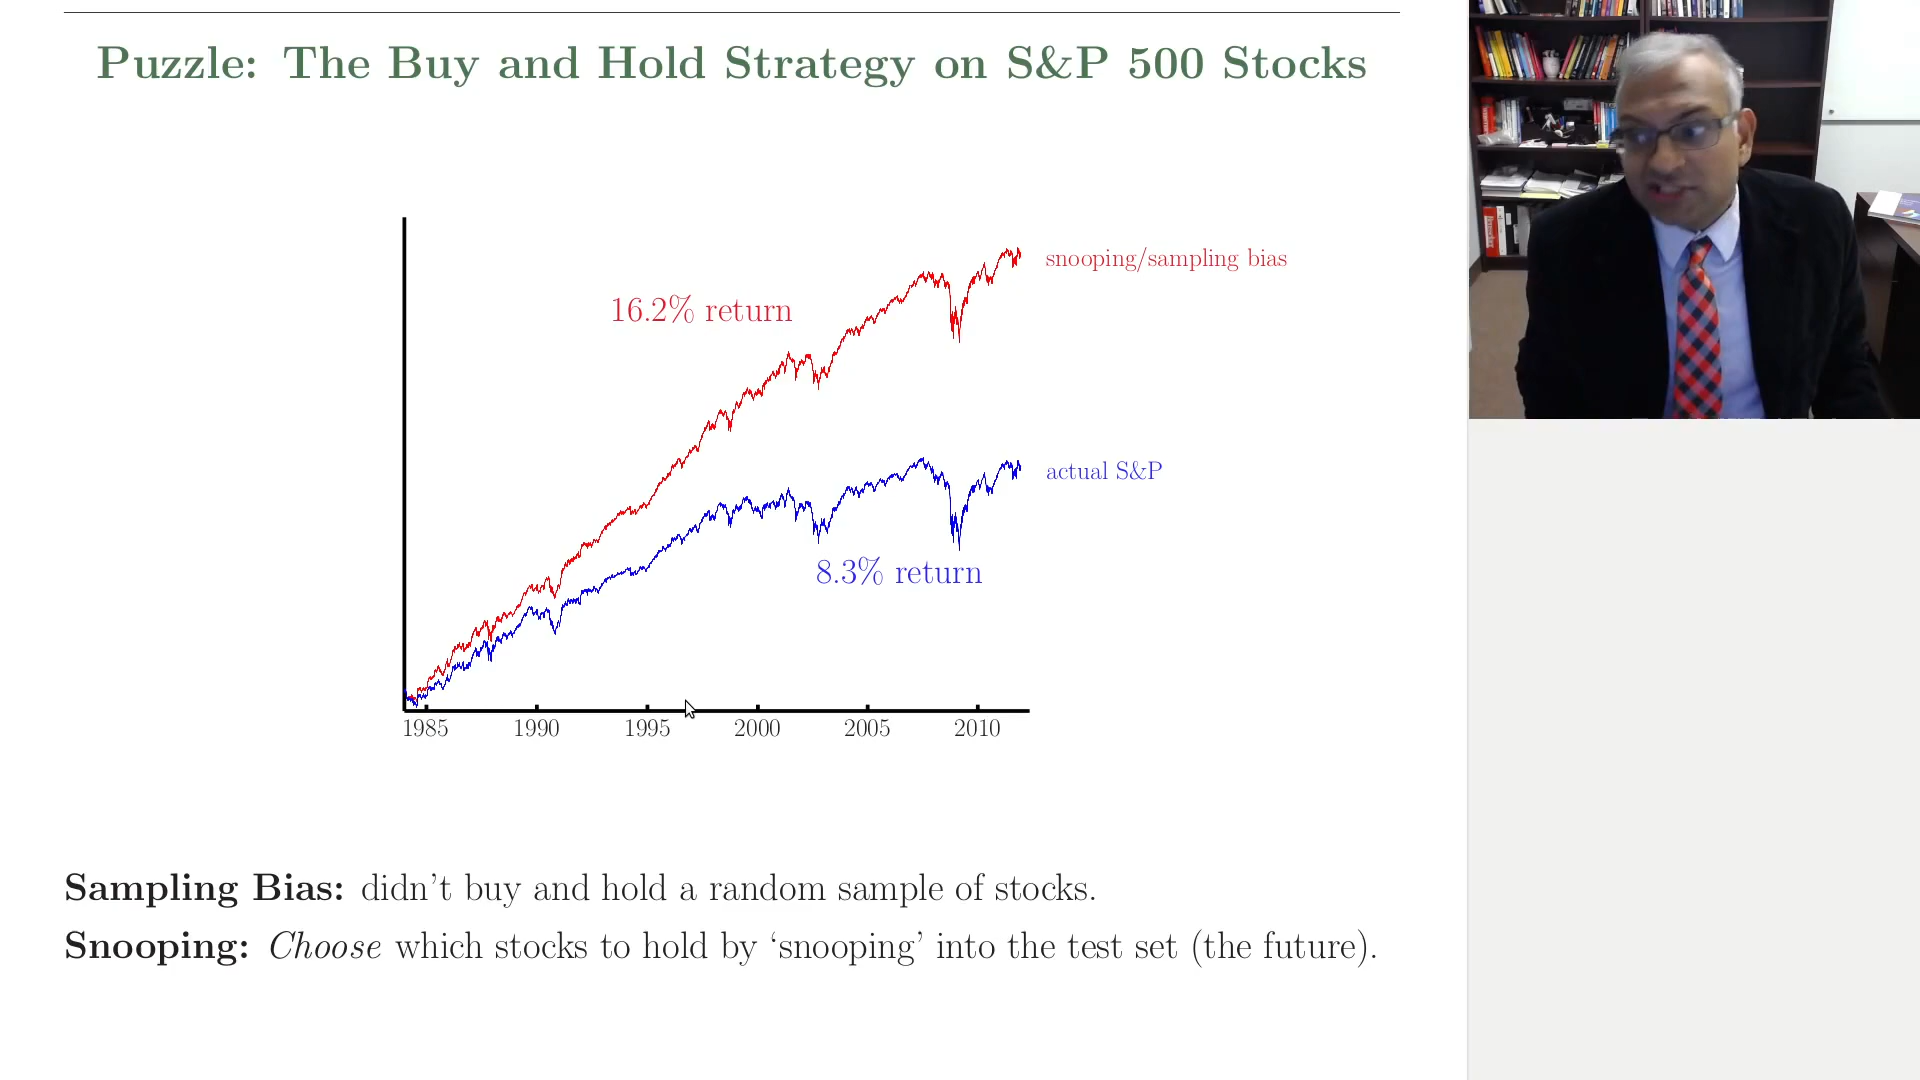 Puzzle: The Buy and Hold Strategy on S&P 500 Stocks
snooping/sampling bias
16.2% return
actual S&P
8.3% return
1985 1990 1995 2000 2005 2010
Sampling Bias: didn't buy and hold a random sample of stocks.
Snooping: Choose which stocks to hold by ‘snooping’ into the test set (the future).